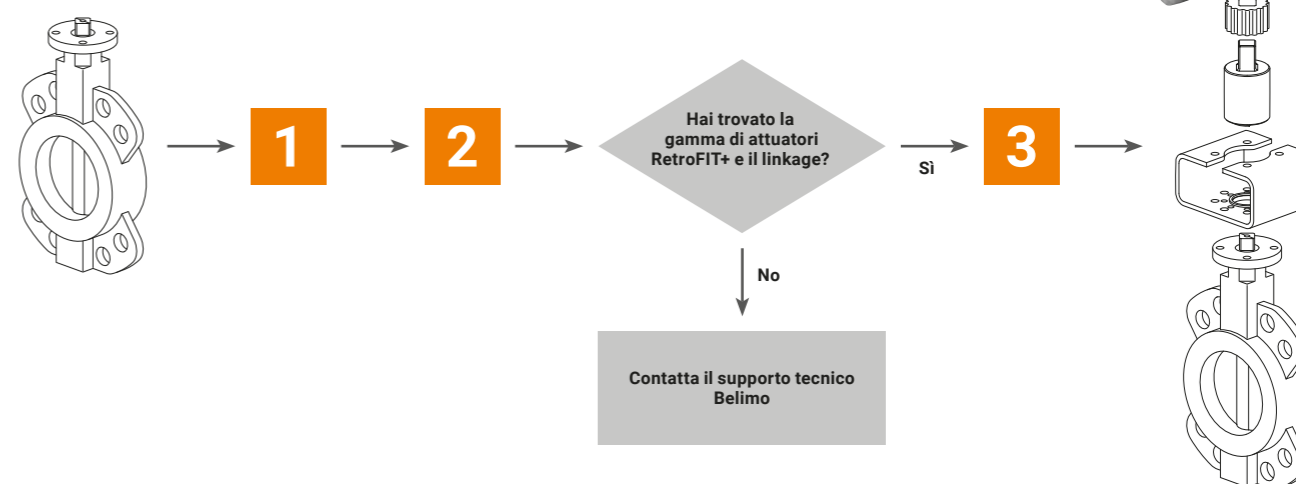 1
2
Hai trovato la
gamma di attuatori
RetroFIT+ e il linkage?
Sì
3
No
Contatta il supporto tecnico
Belimo